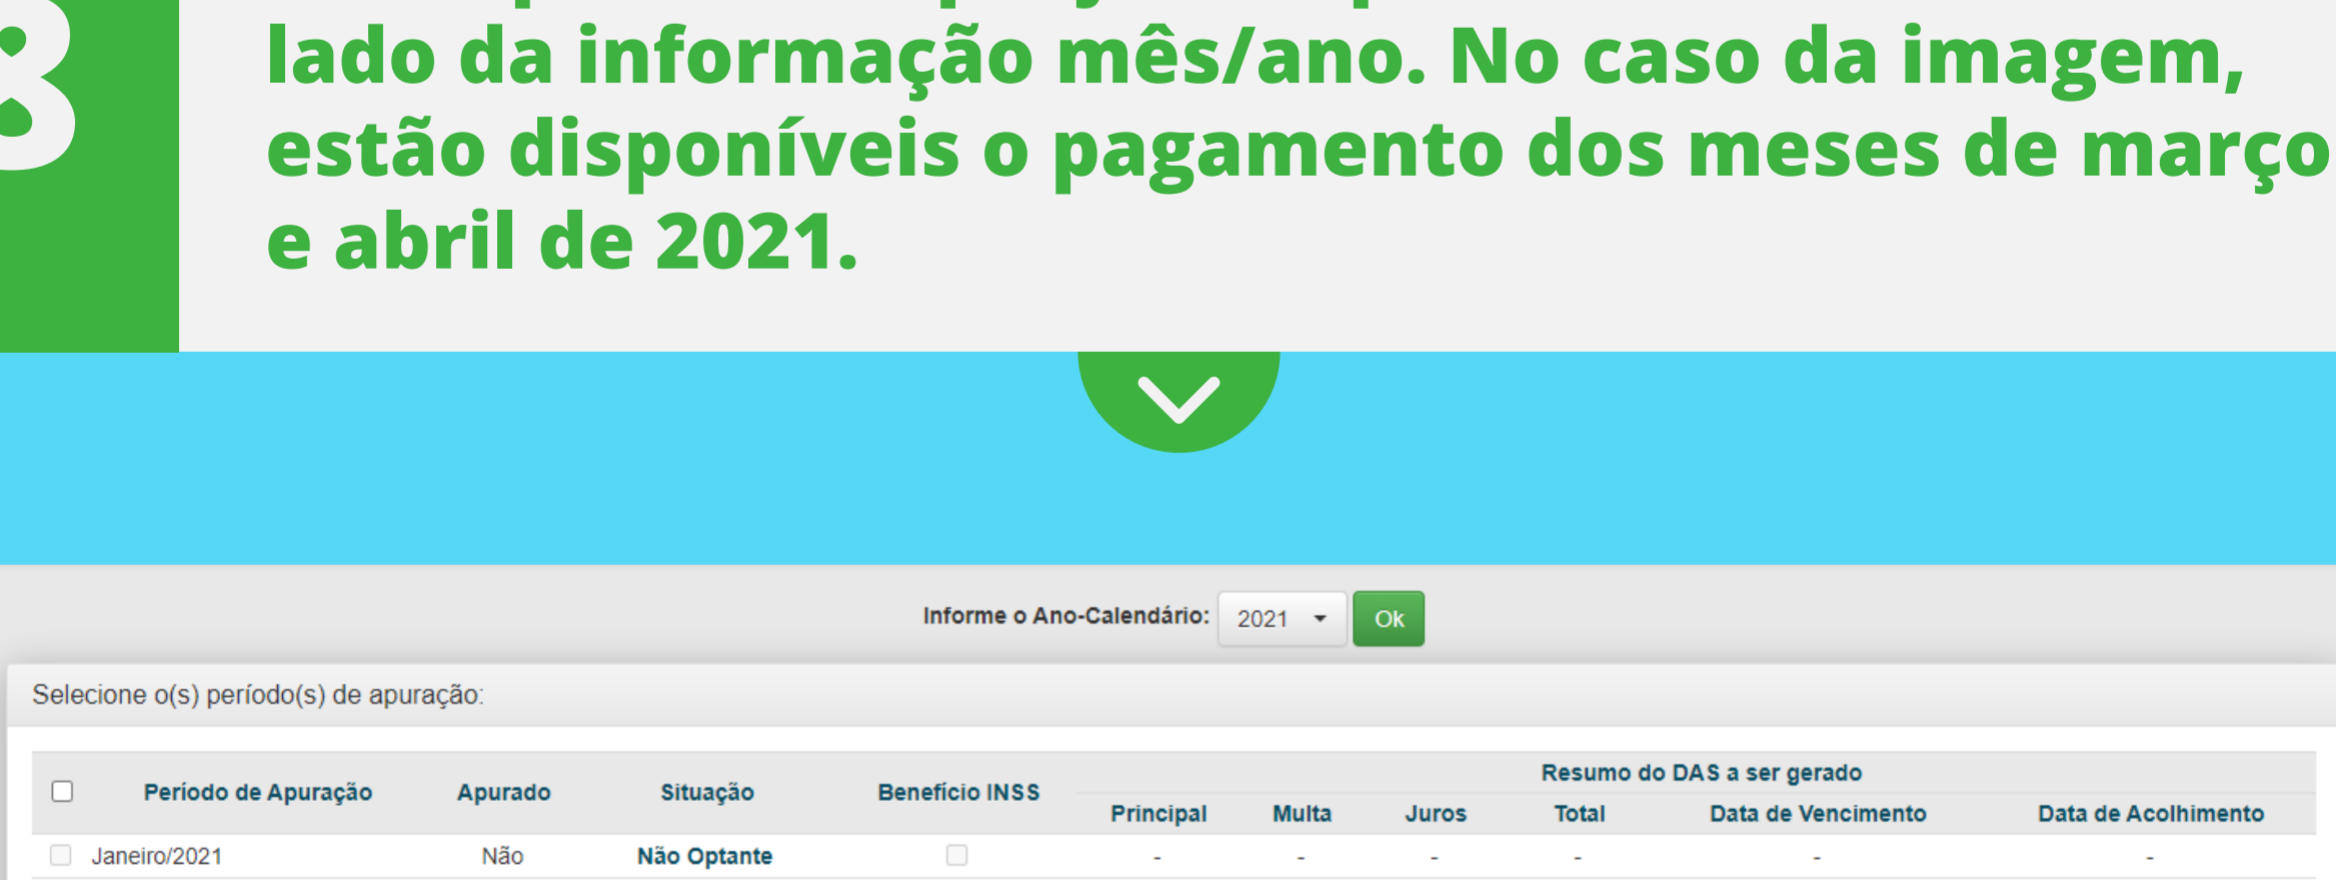 8
lado da informação mês/ano. No caso da imagem,
estão disponíveis o pagamento dos meses de março
e abril de 2021.
Informe o Ano-Calendário: 2021 Ok
Selecione o(s) período(s) de apuração:
Resumo do DAS a ser gerado
Período de Apuração Apurado Situação Benefício INSS
Principal Multa Juros Total Data de Vencimento Data de Acolhimento
Janeiro/2021 Não Não Optante - - - - - -